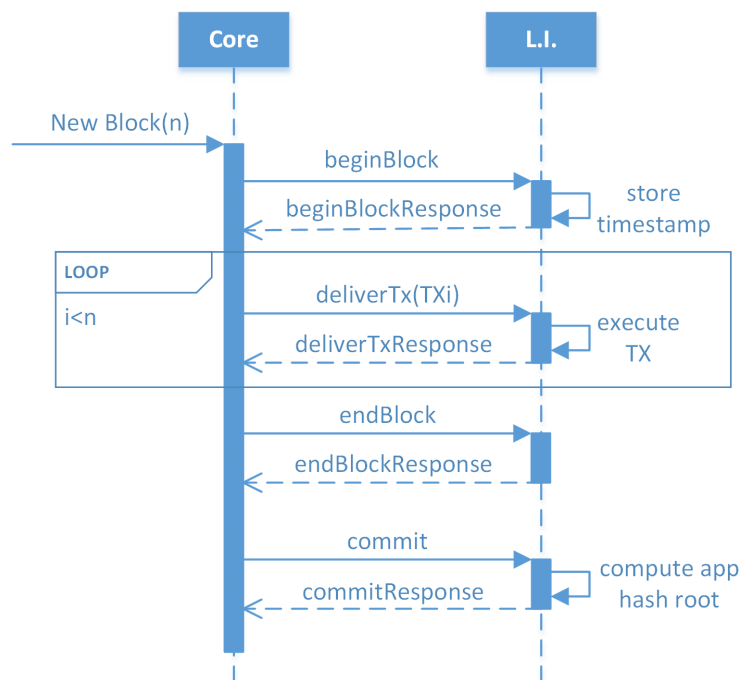 Core
L.I.
New Block(n)
beginBlock
store
timestamp
beginBlockResponse
LOOP
i<n
deliverTx(TXi)
execute
TX
deliverTxResponse
endBlock
endBlockResponse
commit
compute app
hash root
commitResponse